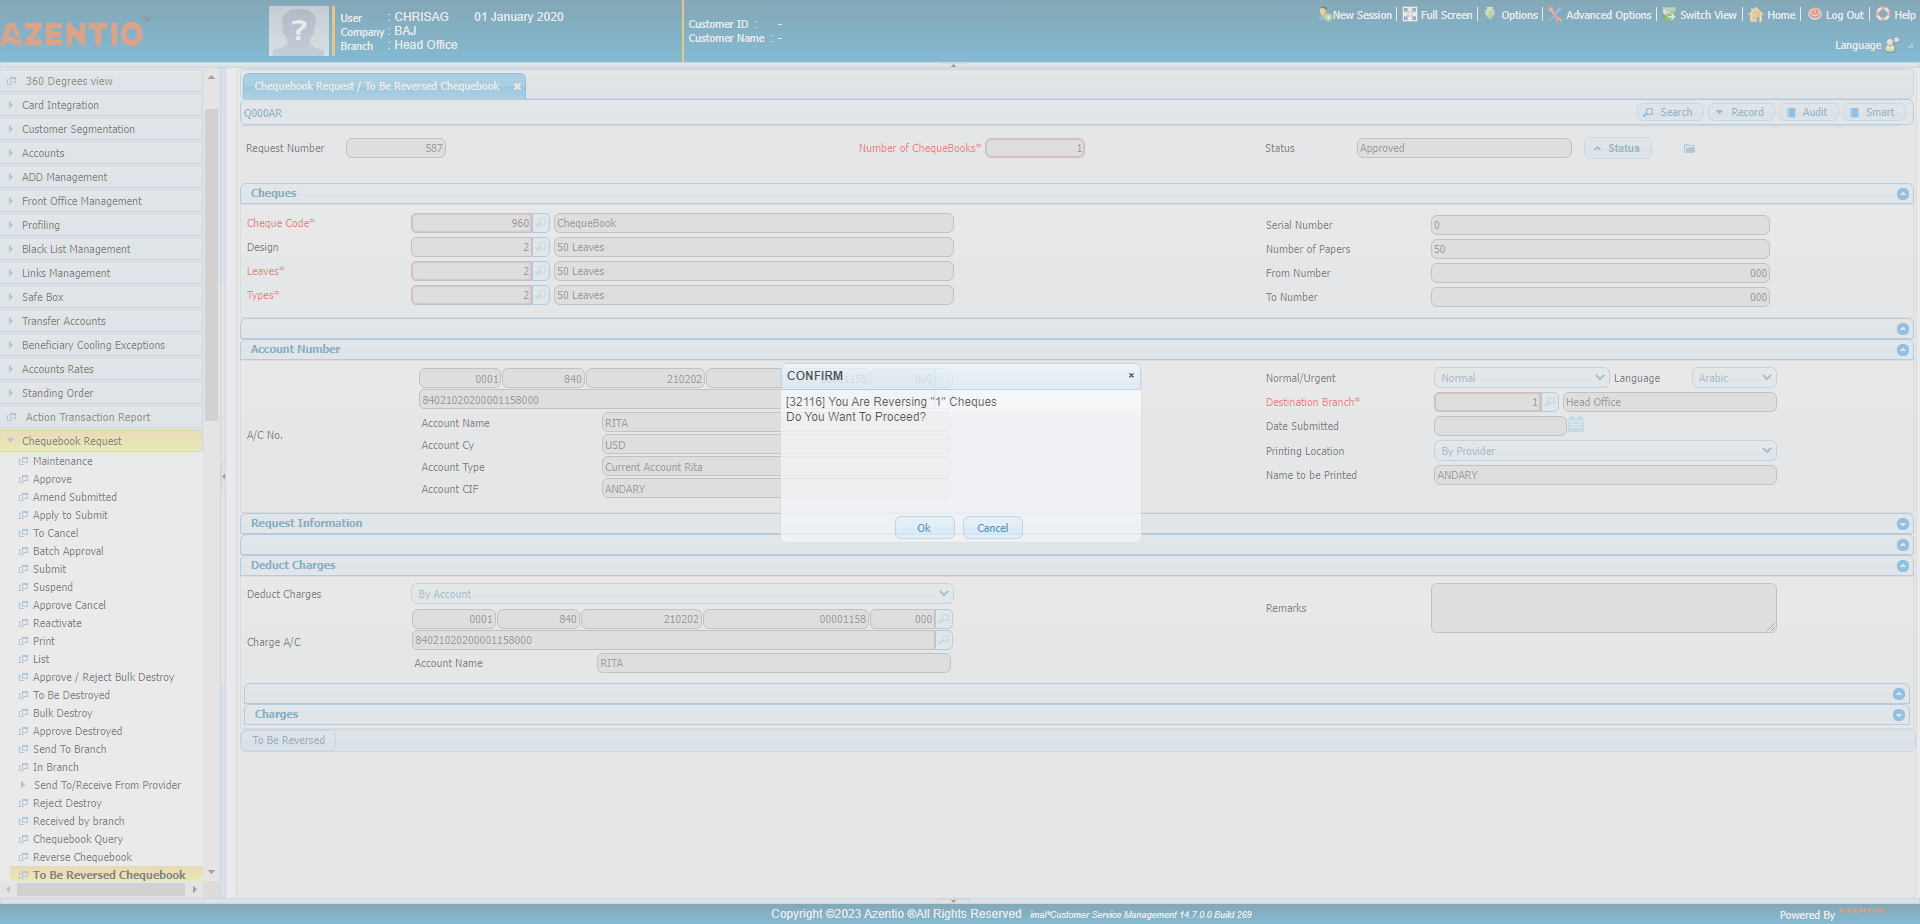 AZENTIO
User : CHRISAG 01 January 2020
Company : BAJ
Branch : Head Office
Customer ID : -
Customer Name : -
New Session Full Screen Options Advanced Options Switch View Home Log Out Help
Language
360 Degrees view
Card Integration
Customer Segmentation
Accounts
ADD Management
Front Office Management
Profiling
Black List Management
Links Management
Safe Box
Transfer Accounts
Beneficiary Cooling Exceptions
Accounts Rates
Standing Order
Action Transaction Report
Chequebook Request
Maintenance
Approve
Amend Submitted
Apply to Submit
To Cancel
Batch Approval
Submit
Suspend
Approve Cancel
Reactivate
Print
List
Approve / Reject Bulk Destroy
To Be Destroyed
Bulk Destroy
Approve Destroyed
Send To Branch
In Branch
Send To/Receive From Provider
Reject Destroy
Received by branch
Chequebook Query
Reverse Chequebook
To Be Reversed Chequebook
Chequebook Request / To Be Reversed Chequebook
Q000AR
Search Record Audit Smart
Request Number 587 Number of ChequeBooks* 1 Status Approved Status
Cheques
Cheque Code* 960 ChequeBook
Design 2 50 Leaves
Leaves* 2 50 Leaves
Types* 2 50 Leaves
Serial Number 0
Number of Papers 50
From Number 000
To Number 000
Account Number
A/C No.
0001 840 210202 000
84021020200001158000
Account Name RITA
Account Cy USD
Account Type Current Account Rita
Account CIF ANDARY
Normal/Urgent Normal Language Arabic
Destination Branch* 1 Head Office
Date Submitted
Printing Location By Provider
Name to be Printed ANDARY
CONFIRM
[32116] You Are Reversing "1" Cheques
Do You Want To Proceed?
Ok Cancel
Request Information
Deduct Charges
Deduct Charges By Account
Charge A/C
0001 840 210202 00001158 000
84021020200001158000
Account Name RITA
Remarks
Charges
To Be Reversed
Copyright ©2023 Azentio ®All Rights Reserved imal*Customer Service Management 14.7.0.0 Build 269
Powered By AZENTIO